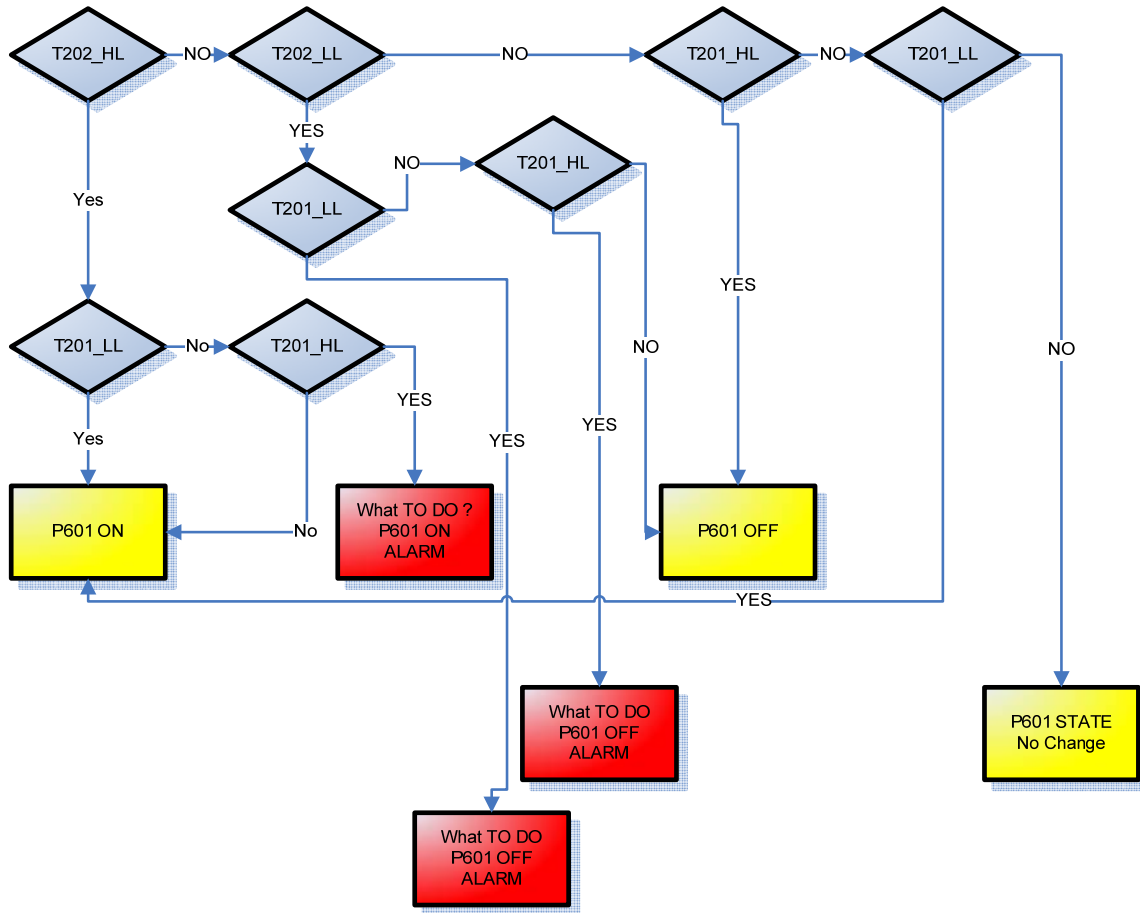 T202_HL
NO
T202_LL
NO
T201_HL
NO
T201_LL
YES
Yes
T201_LL
NO
T201_HL
YES
NO
NO
T201_LL
No
T201_HL
YES
YES
YES
Yes
P601 ON
No
What TO DO ?
P601 ON
ALARM
P601 OFF
YES
What TO DO
P601 OFF
ALARM
P601 STATE
No Change
What TO DO
P601 OFF
ALARM